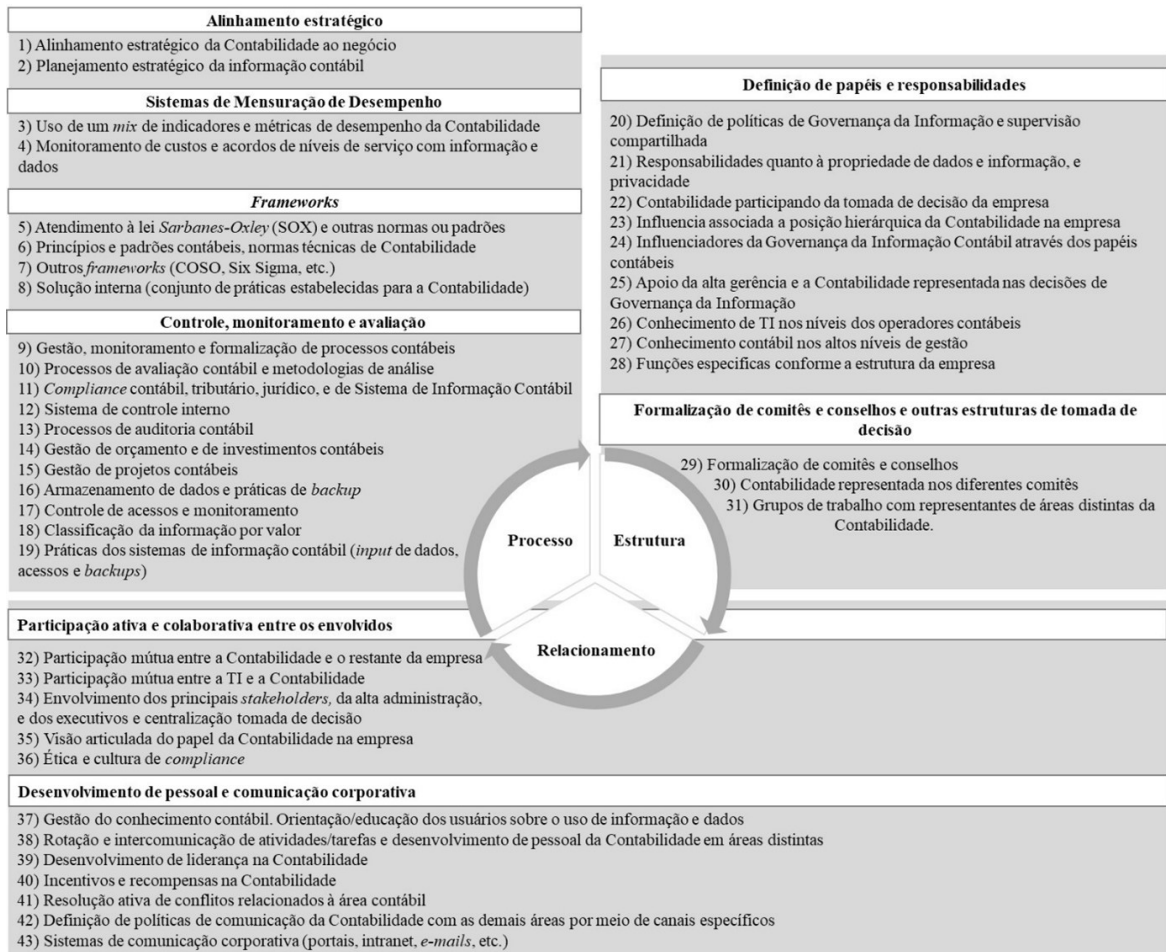 Alinhamento estratégico
1) Alinhamento estratégico da Contabilidade ao negócio
2) Planejamento estratégico da informação contábil
Sistemas de Mensuração de Desempenho
3) Uso de um mix de indicadores e métricas de desempenho da Contabilidade
4) Monitoramento de custos e acordos de níveis de serviço com informação e
dados
Frameworks
5) Atendimento à lei Sarbanes-Oxley (SOX) e outras normas ou padrões
6) Princípios e padrões contábeis, normas técnicas de Contabilidade
7) Outros frameworks (COSO, Six Sigma, etc.)
8) Solução interna (conjunto de práticas estabelecidas para a Contabilidade)
Controle, monitoramento e avaliação
9) Gestão, monitoramento e formalização de processos contábeis
10) Processos de avaliação contábil e metodologias de análise
11) Compliance contábil, tributário, jurídico, e de Sistema de Informação Contábil
12) Sistema de controle interno
13) Processos de auditoria contábil
14) Gestão de orçamento e de investimentos contábeis
15) Gestão de projetos contábeis
16) Armazenamento de dados e práticas de backup
17) Controle de acessos e monitoramento
18) Classificação da informação por valor
19) Práticas dos sistemas de informação contábil (input de dados,
acessos e backups)
Definição de papéis e responsabilidades
20) Definição de políticas de Governança da Informação e supervisão
compartilhada
21) Responsabilidades quanto à propriedade de dados e informação, e
privacidade
22) Contabilidade participando da tomada de decisão da empresa
23) Influencia associada a posição hierárquica da Contabilidade na empresa
24) Influenciadores da Governança da Informação Contábil através dos papéis
contábeis
25) Apoio da alta gerência e a Contabilidade representada nas decisões de
Governança da Informação
26) Conhecimento de TI nos níveis dos operadores contábeis
27) Conhecimento contábil nos altos níveis de gestão
28) Funções especificas conforme a estrutura da empresa
Formalização de comitês e conselhos e outras estruturas de tomada de
decisão
29) Formalização de comitês e conselhos
30) Contabilidade representada nos diferentes comitês
31) Grupos de trabalho com representantes de áreas distintas da
Contabilidade.
Processo
Estrutura
Relacionamento
Participação ativa e colaborativa entre os envolvidos
32) Participação mútua entre a Contabilidade e o restante da empresa
33) Participação mútua entre a TI e a Contabilidade
34) Envolvimento dos principais stakeholders, da alta administração,
e dos executivos e centralização tomada de decisão
35) Visão articulada do papel da Contabilidade na empresa
36) Ética e cultura de compliance
Desenvolvimento de pessoal e comunicação corporativa
37) Gestão do conhecimento contábil. Orientação/educação dos usuários sobre o uso de informação e dados
38) Rotação e intercomunicação de atividades/tarefas e desenvolvimento de pessoal da Contabilidade em áreas distintas
39) Desenvolvimento de liderança na Contabilidade
40) Incentivos e recompensas na Contabilidade
41) Resolução ativa de conflitos relacionados à área contábil
42) Definição de políticas de comunicação da Contabilidade com as demais áreas por meio de canais específicos
43) Sistemas de comunicação corporativa (portais, intranet, e-mails, etc.)